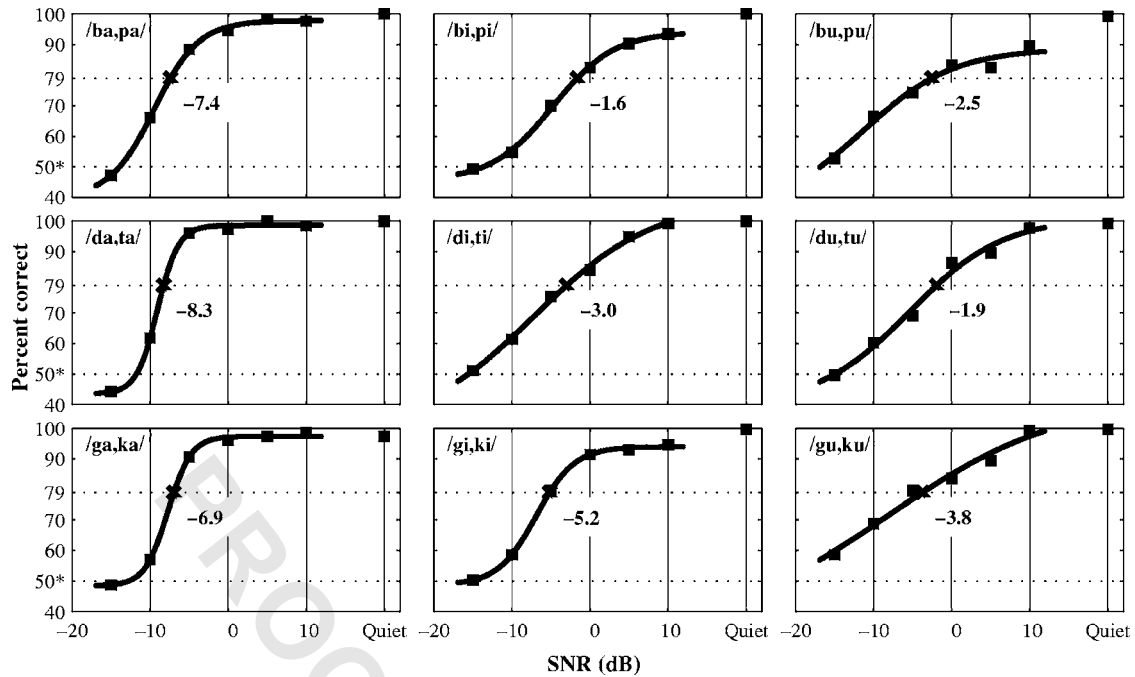 100 /ba,pa/ /bi,pi/ /bu,pu/
90
79
−7.4 −1.6 −2.5
70
60
50*
40
100 /da,ta/ /di,ti/ /du,tu/
90
79
−8.3 −3.0 −1.9
70
60
50*
40
Percent correct
100 /ga,ka/ /gi,ki/ /gu,ku/
90
79
−6.9 −5.2 −3.8
70
60
50*
40
−20 −10 0 10 Quiet −10 0 10 Quiet −20 −10 0 10 Quiet
SNR (dB)
PROO